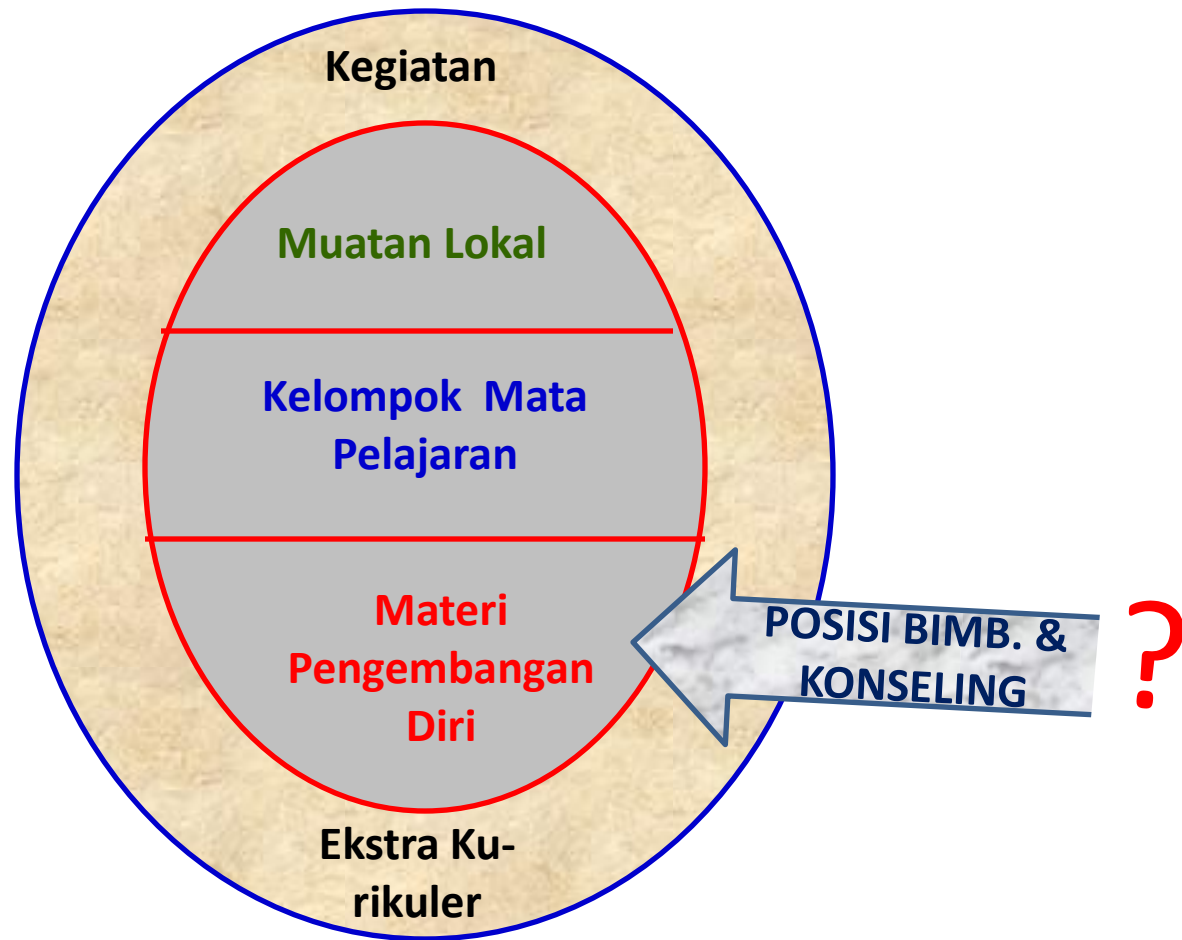 Kegiatan
Muatan Lokal
Kelompok Mata
Pelajaran
Materi
Pengembangan
Diri
POSISI BIMB. &
KONSELING
?
Ekstra Ku-
rikuler